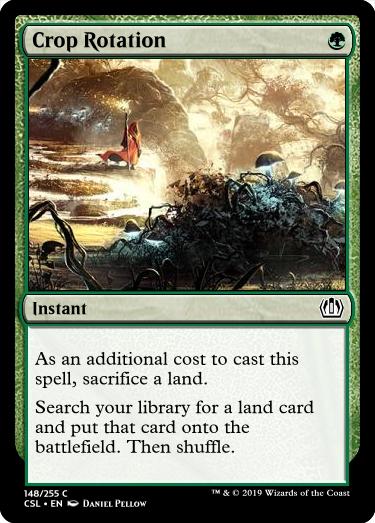 Crop Rotation
Instant
As an additional cost to cast this
spell, sacrifice a land.
Search your library for a land card
and put that card onto the
battlefield. Then shuffle.
148/255 C
CSL • EN DANIEL PELLOW
™ & © 2019 Wizards of the Coast